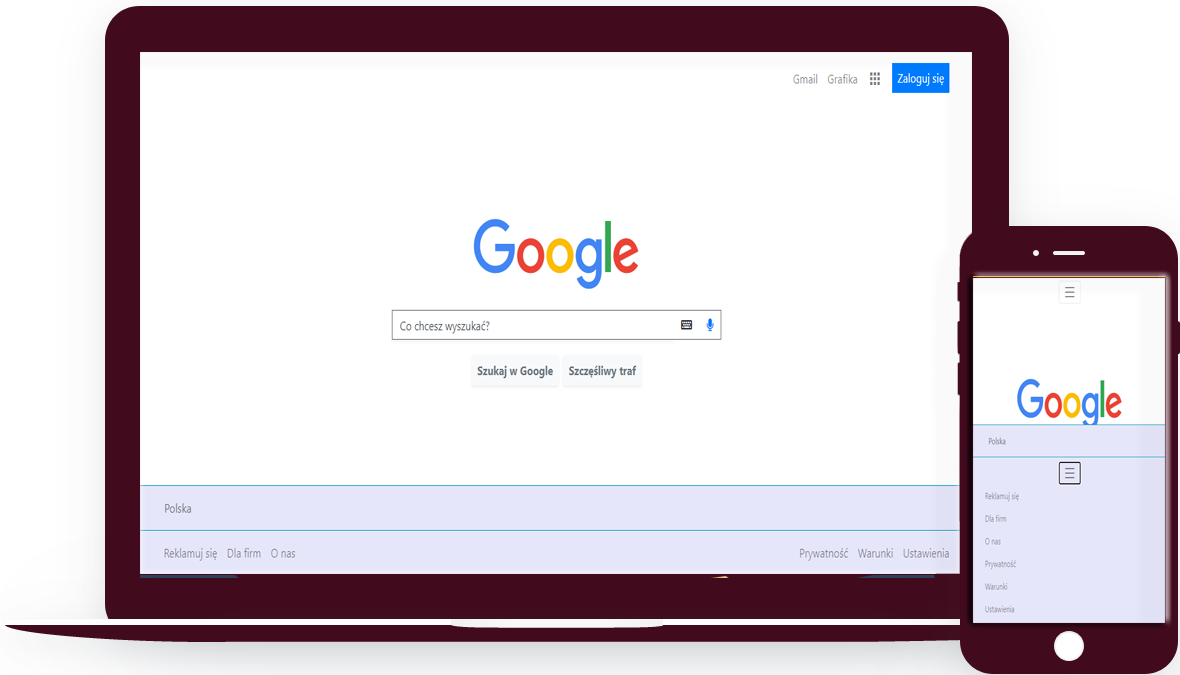 Gmail Grafika Zaloguj się
Google
Co chcesz wyszukać?
Szukaj w Google Szczęśliwy traf
Polska
Reklamuj się Dla firm O nas Prywatność Warunki Ustawienia
Google
Polska
Reklamuj się
Dla firm
O nas
Prywatność
Warunki
Ustawienia